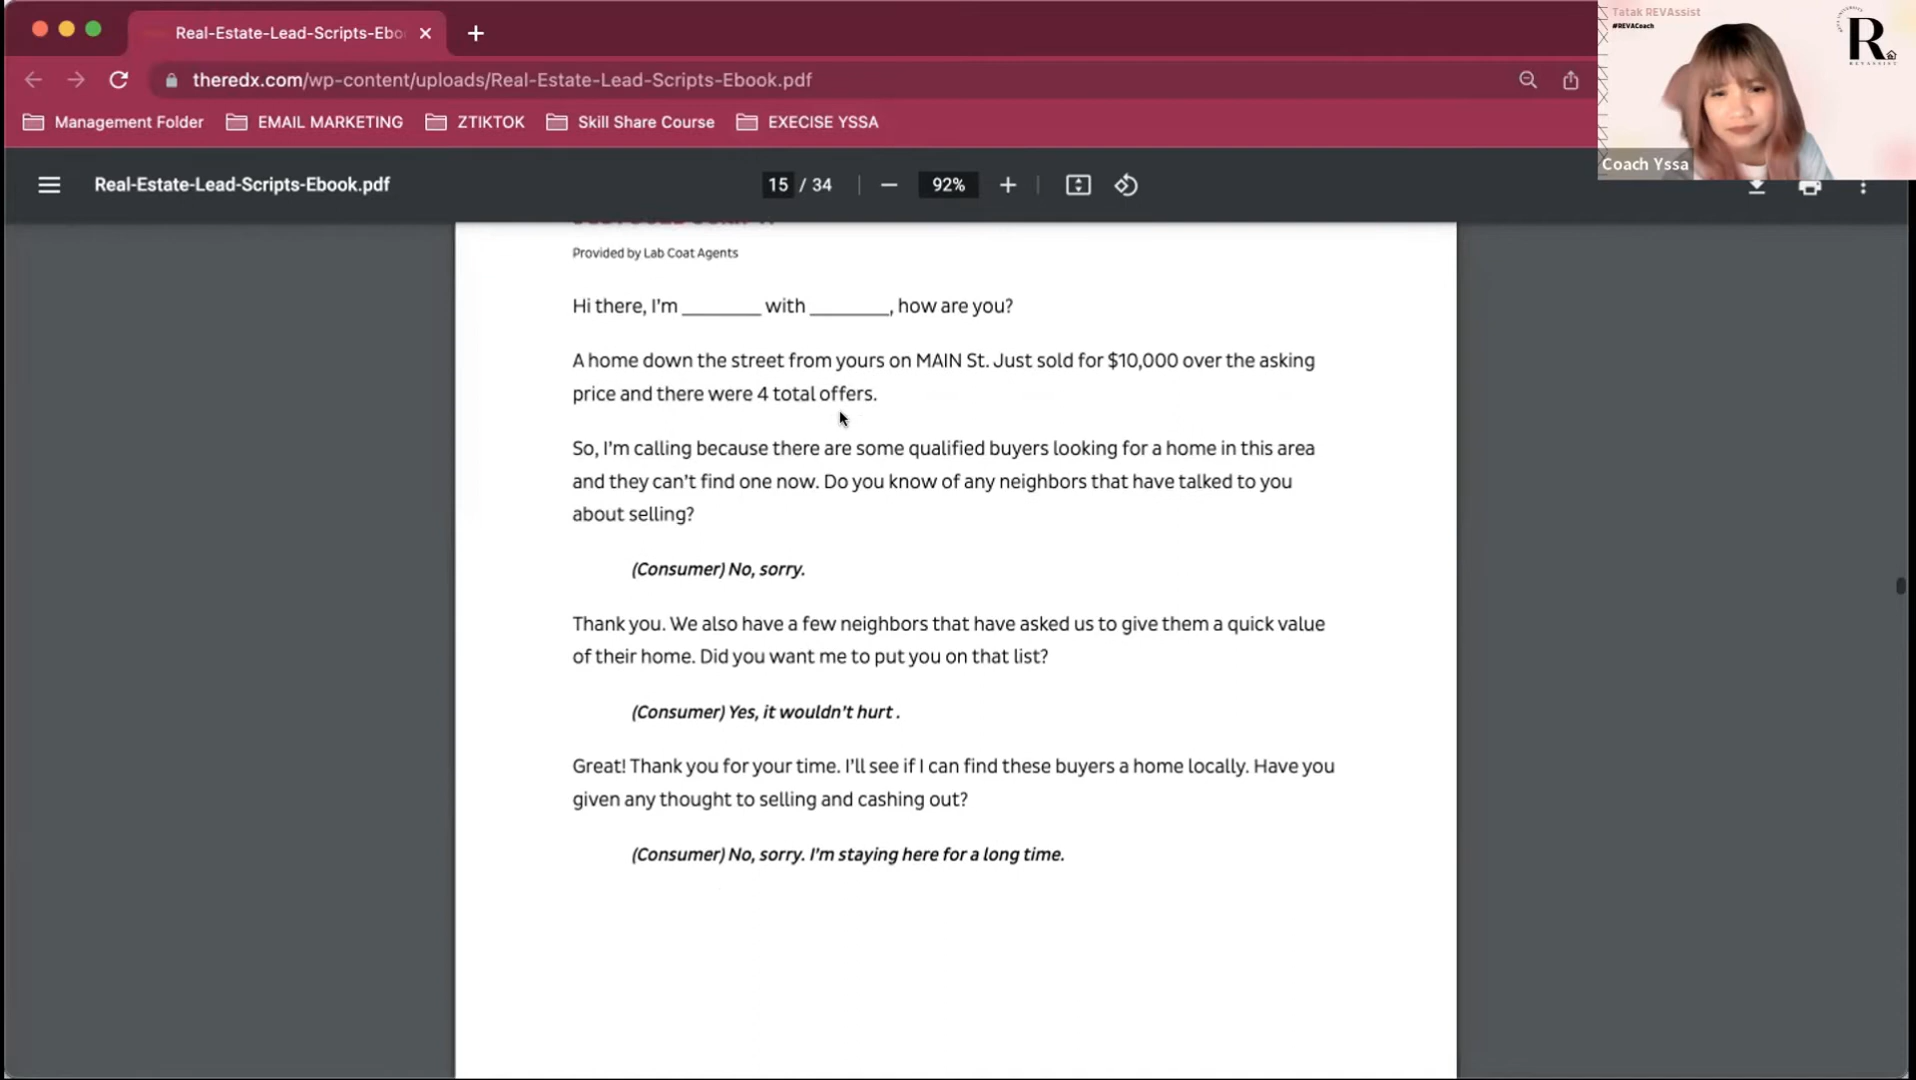 Real-Estate-Lead-Scripts-Ebo
Tatak REVAssist
#REVACoach
R
REVASSIST
theredx.com/wp-content/uploads/Real-Estate-Lead-Scripts-Ebook.pdf
Management Folder
EMAIL MARKETING
ZTIKTOK
Skill Share Course
EXECISE YSSA
Coach Yssa
Real-Estate-Lead-Scripts-Ebook.pdf
15 / 34
92%
Provided by Lab Coat Agents
Hi there, I'm ________ with ________, how are you?
A home down the street from yours on MAIN St. Just sold for $10,000 over the asking
price and there were 4 total offers.
So, I'm calling because there are some qualified buyers looking for a home in this area
and they can't find one now. Do you know of any neighbors that have talked to you
about selling?
(Consumer) No, sorry.
Thank you. We also have a few neighbors that have asked us to give them a quick value
of their home. Did you want me to put you on that list?
(Consumer) Yes, it wouldn't hurt .
Great! Thank you for your time. I'll see if I can find these buyers a home locally. Have you
given any thought to selling and cashing out?
(Consumer) No, sorry. I'm staying here for a long time.